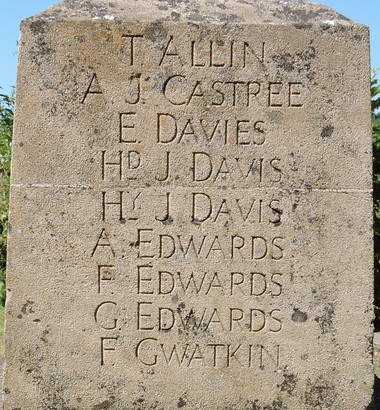 T. ALLIN
A. J. CASTREE
E. DAVIES
HD. J. DAVIS
HY. J. DAVIS
A. EDWARDS
F. EDWARDS
G. EDWARDS
F. GWATKIN